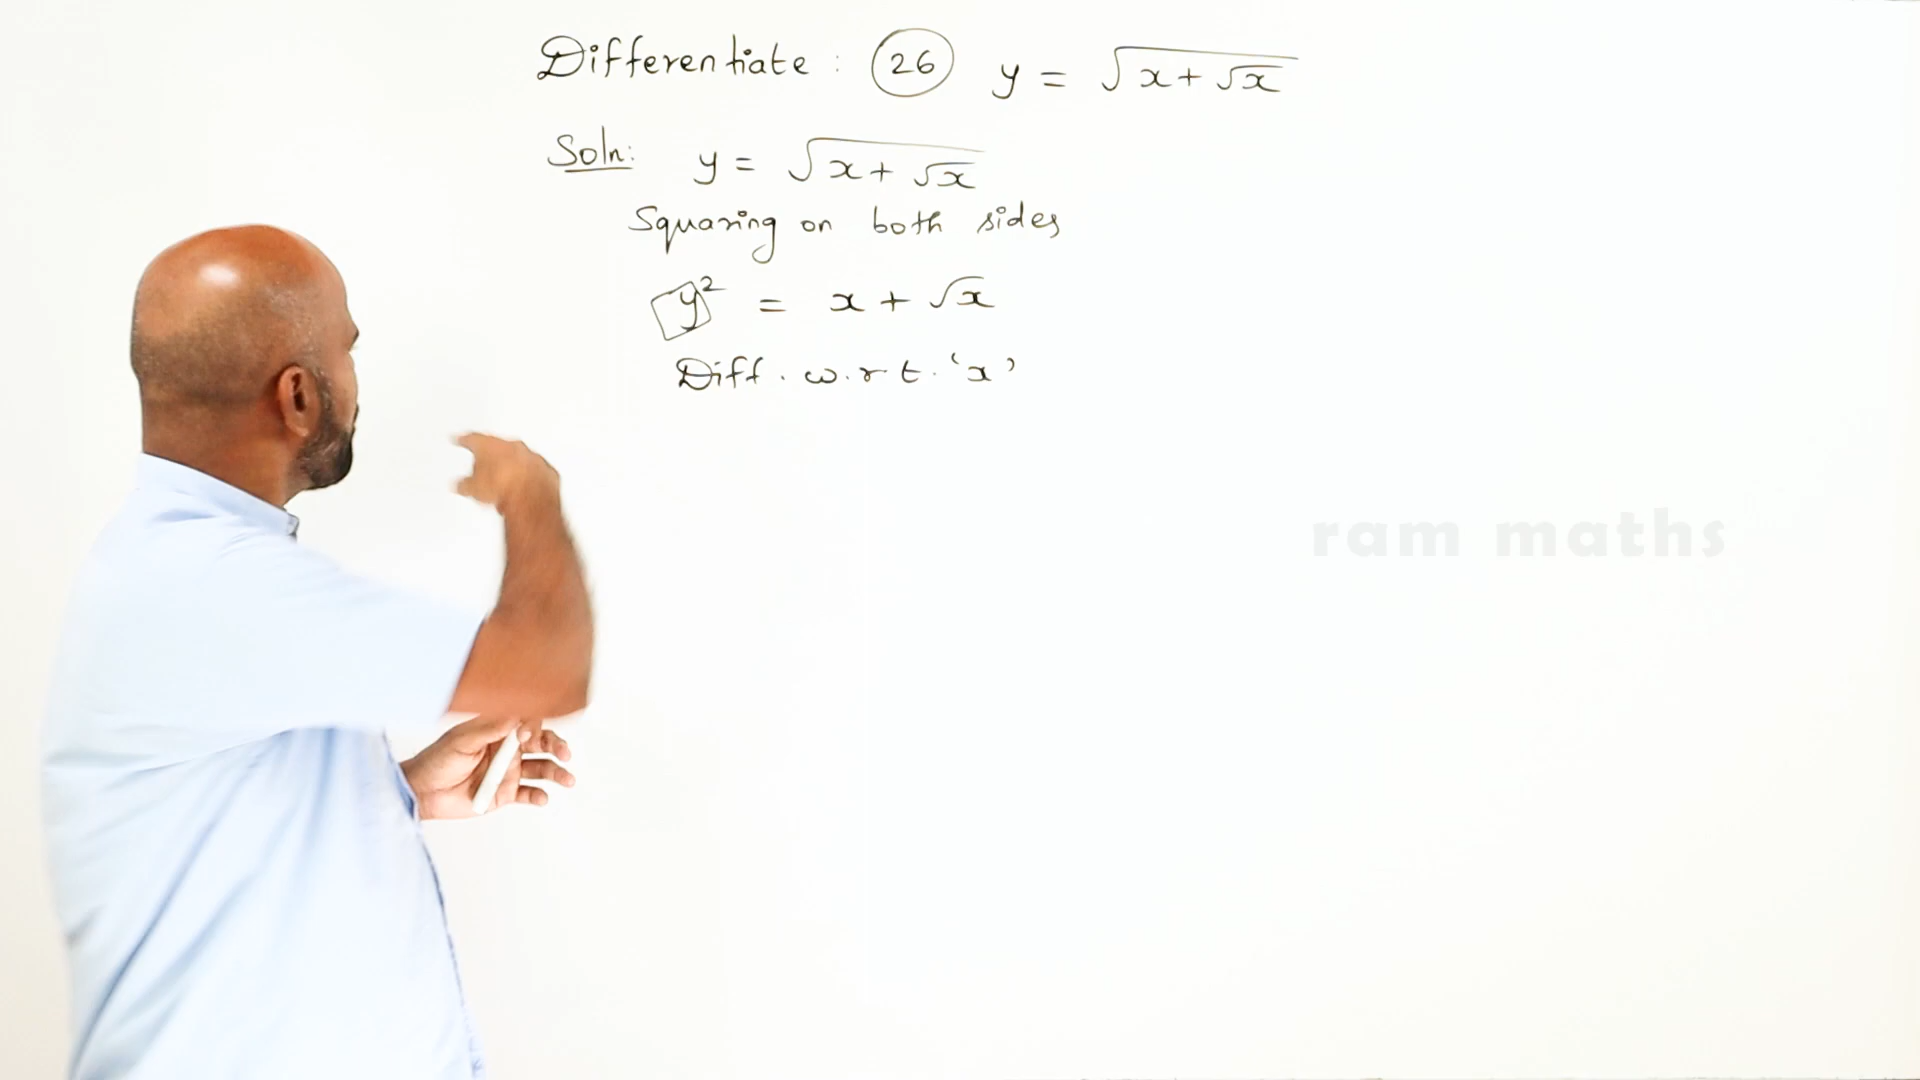 Differentiate : 26 y = √(x + √x)
Soln: y = √(x + √x)
Squaring on both sides
y² = x + √x
Diff. w.r.t. 'x'
ram maths